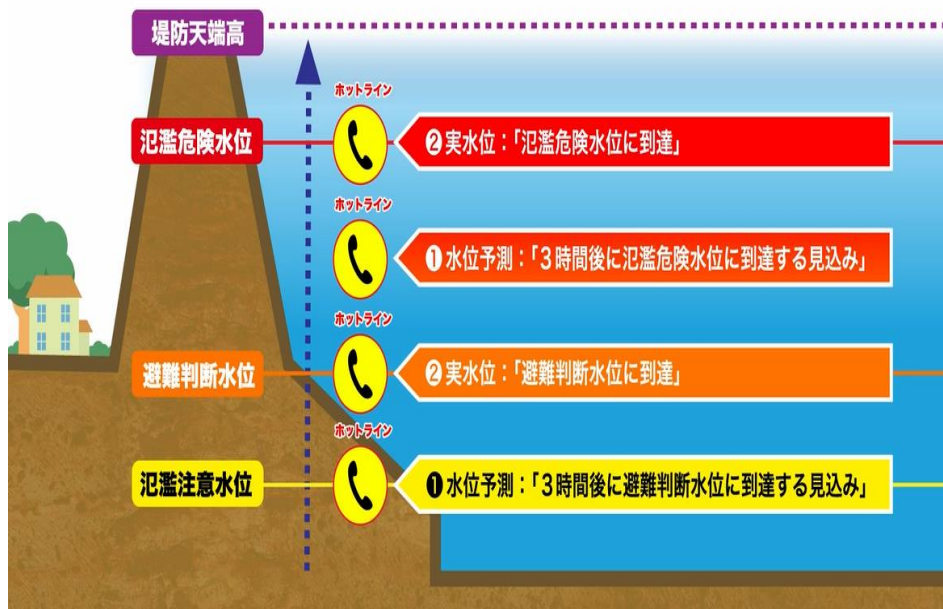 堤防天端高
ホットライン
氾濫危険水位
❷実水位：「氾濫危険水位に到達」
ホットライン
❶水位予測：「３時間後に氾濫危険水位に到達する見込み」
ホットライン
避難判断水位
❷実水位：「避難判断水位に到達」
ホットライン
氾濫注意水位
❶水位予測：「３時間後に避難判断水位に到達する見込み」